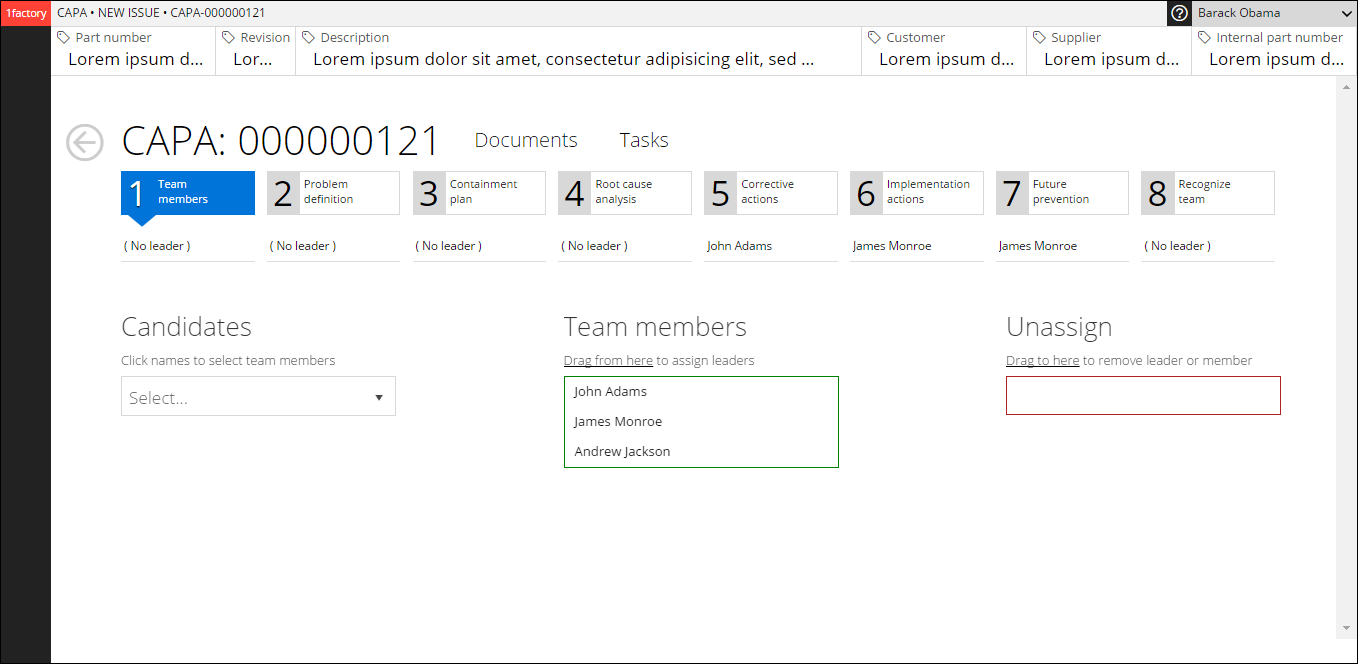 1factory CAPA • NEW ISSUE • CAPA-000000121 Barack Obama
Part number Revision Description Customer Supplier Internal part number
Lorem ipsum d... Lor... Lorem ipsum dolor sit amet, consectetur adipisicing elit, sed ... Lorem ipsum d... Lorem ipsum d... Lorem ipsum d...
CAPA: 000000121 Documents Tasks
1 Team members
2 Problem definition
3 Containment plan
4 Root cause analysis
5 Corrective actions
6 Implementation actions
7 Future prevention
8 Recognize team
( No leader ) ( No leader ) ( No leader ) ( No leader ) John Adams James Monroe James Monroe ( No leader )
Candidates
Click names to select team members
Select...
Team members
Drag from here to assign leaders
John Adams
James Monroe
Andrew Jackson
Unassign
Drag to here to remove leader or member